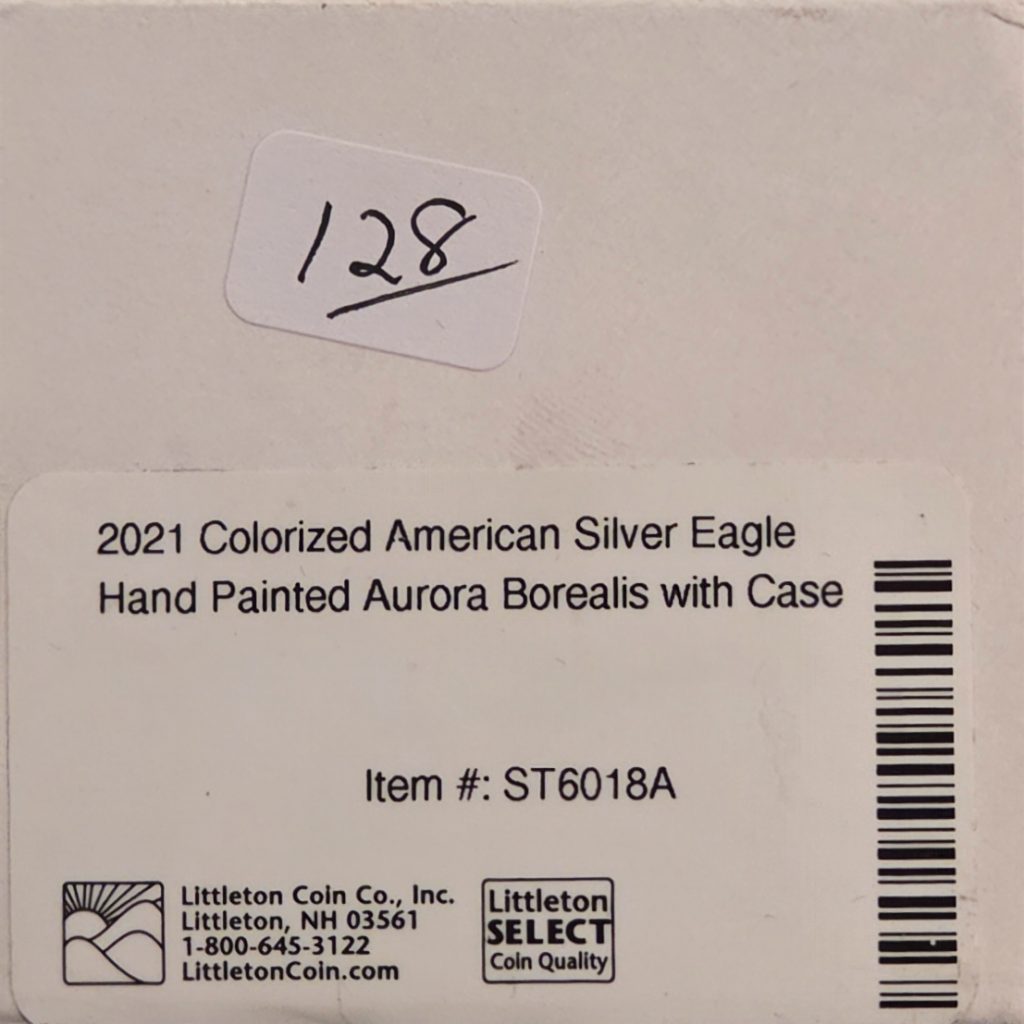 128
2021 Colorized American Silver Eagle
Hand Painted Aurora Borealis with Case
Item #: ST6018A
Littleton Coin Co., Inc.
Littleton, NH 03561
1-800-645-3122
LittletonCoin.com
Littleton
SELECT
Coin Quality